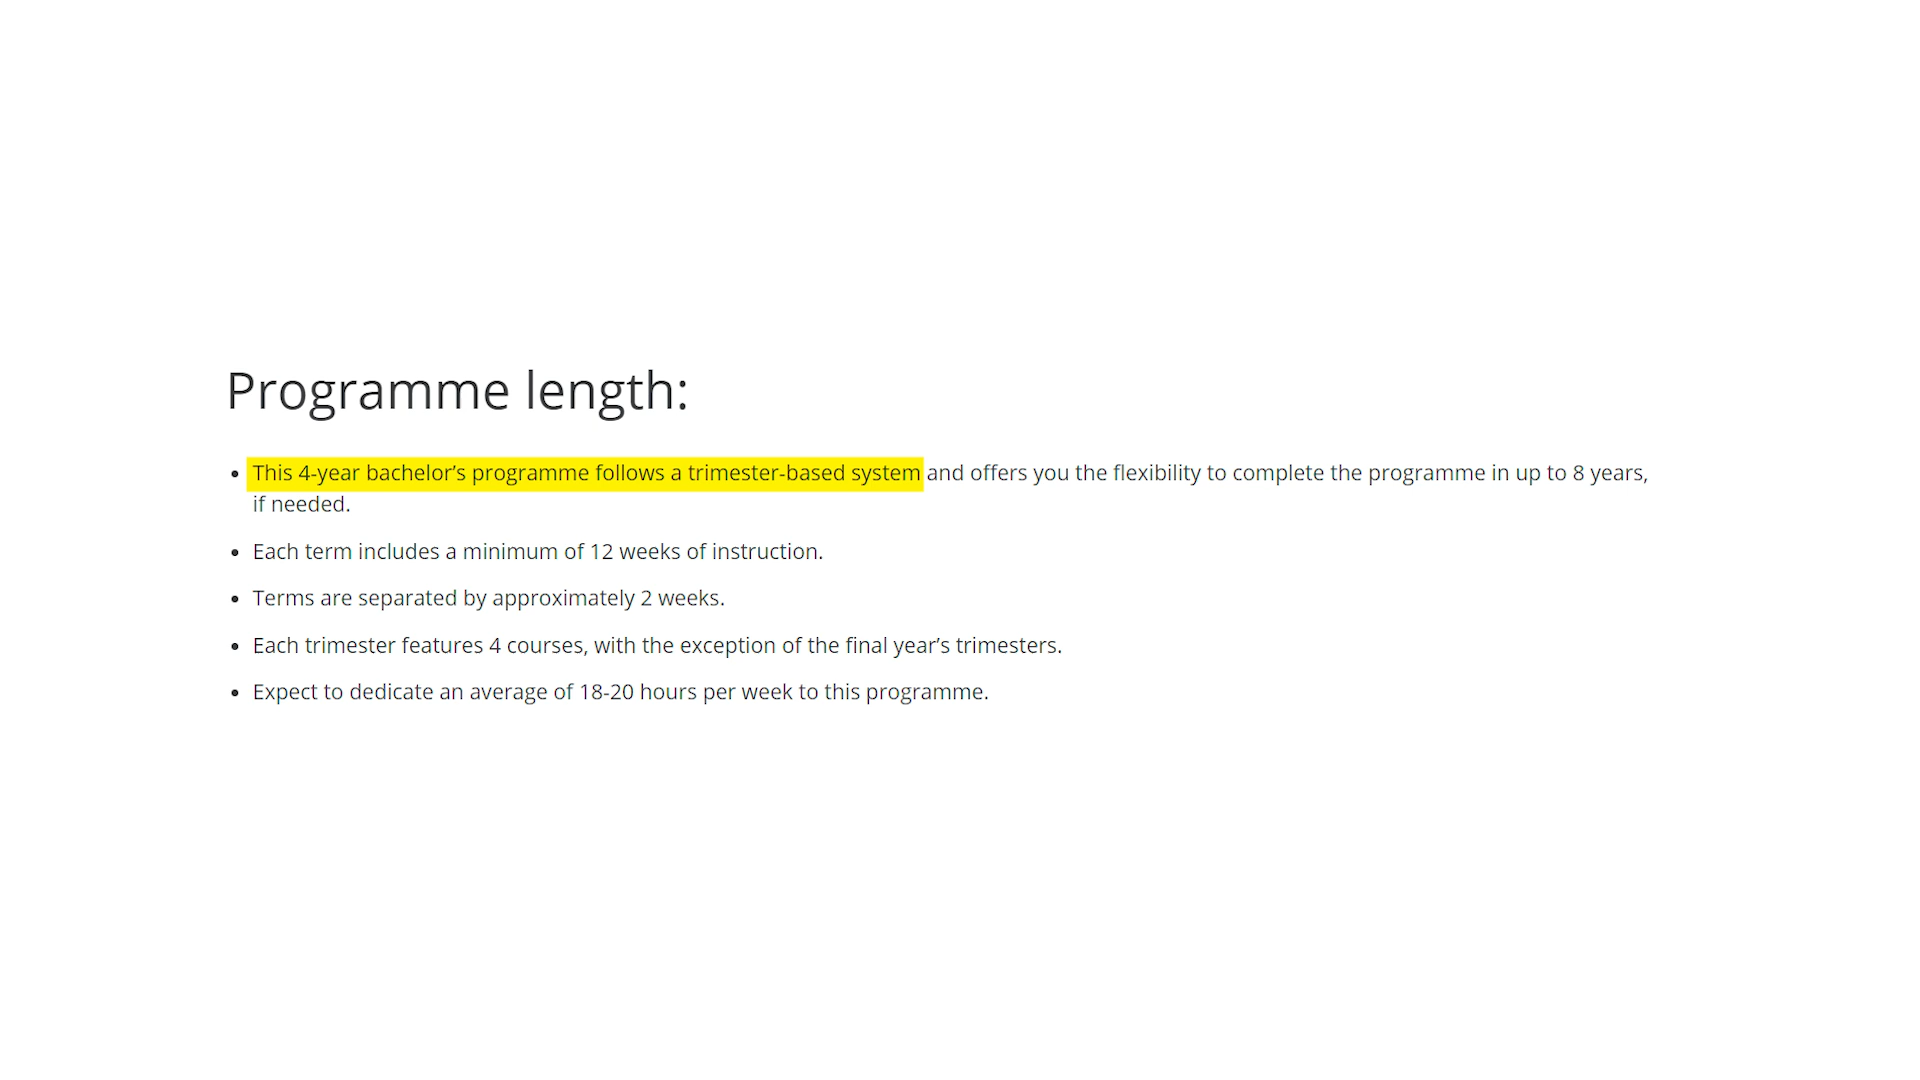 Programme length:
• This 4-year bachelor’s programme follows a trimester-based system and offers you the flexibility to complete the programme in up to 8 years,
if needed.
• Each term includes a minimum of 12 weeks of instruction.
• Terms are separated by approximately 2 weeks.
• Each trimester features 4 courses, with the exception of the final year’s trimesters.
• Expect to dedicate an average of 18-20 hours per week to this programme.